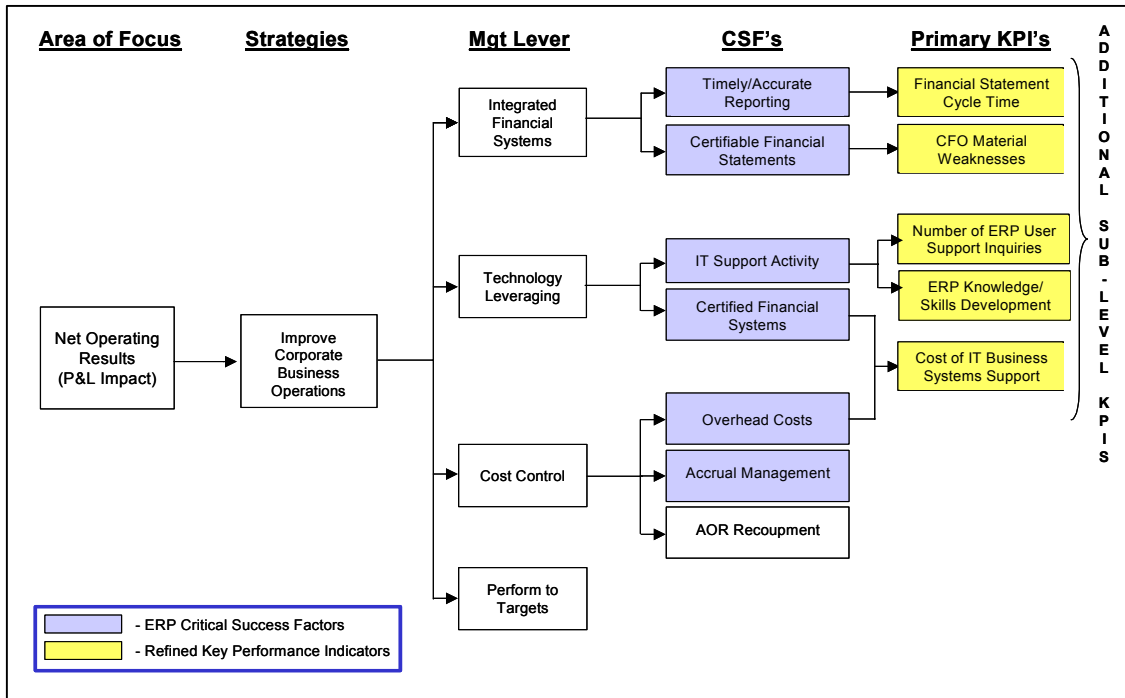 Area of Focus
Strategies
Mgt Lever
CSF's
Primary KPI's
Net Operating
Results
(P&L Impact)
Improve
Corporate
Business
Operations
Integrated
Financial
Systems
Technology
Leveraging
Cost Control
Perform to
Targets
Timely/Accurate
Reporting
Certifiable Financial
Statements
IT Support Activity
Certified Financial
Systems
Overhead Costs
Accrual Management
AOR Recoupment
Financial Statement
Cycle Time
CFO Material
Weaknesses
Number of ERP User
Support Inquiries
ERP Knowledge/
Skills Development
Cost of IT Business
Systems Support
ADDITIONAL SUB-LEVEL KPIS
- ERP Critical Success Factors
- Refined Key Performance Indicators